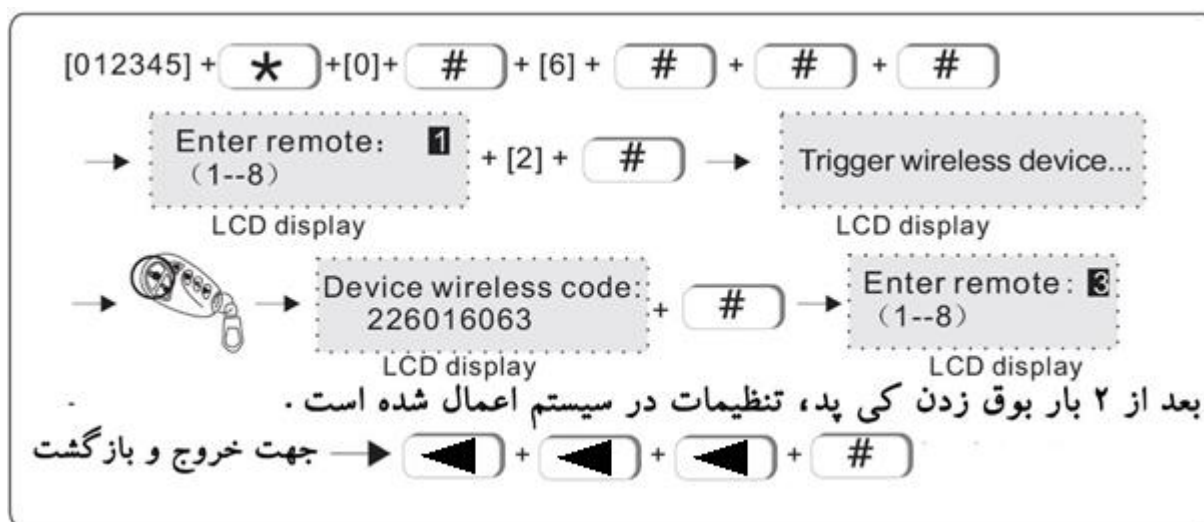 [012345] + * +[0]+ # + [6] + # + # + #
Enter remote: 1
(1--8)
+ [2] + #
Trigger wireless device...
LCD display
LCD display
Device wireless code:
226016063
+ #
Enter remote: 3
(1--8)
LCD display
LCD display
بعد از ۲ بار بوق زدن کی پد، تنظیمات در سیستم اعمال شده است.
جهت خروج و بازگشت → ◀ + ◀ + ◀ + #